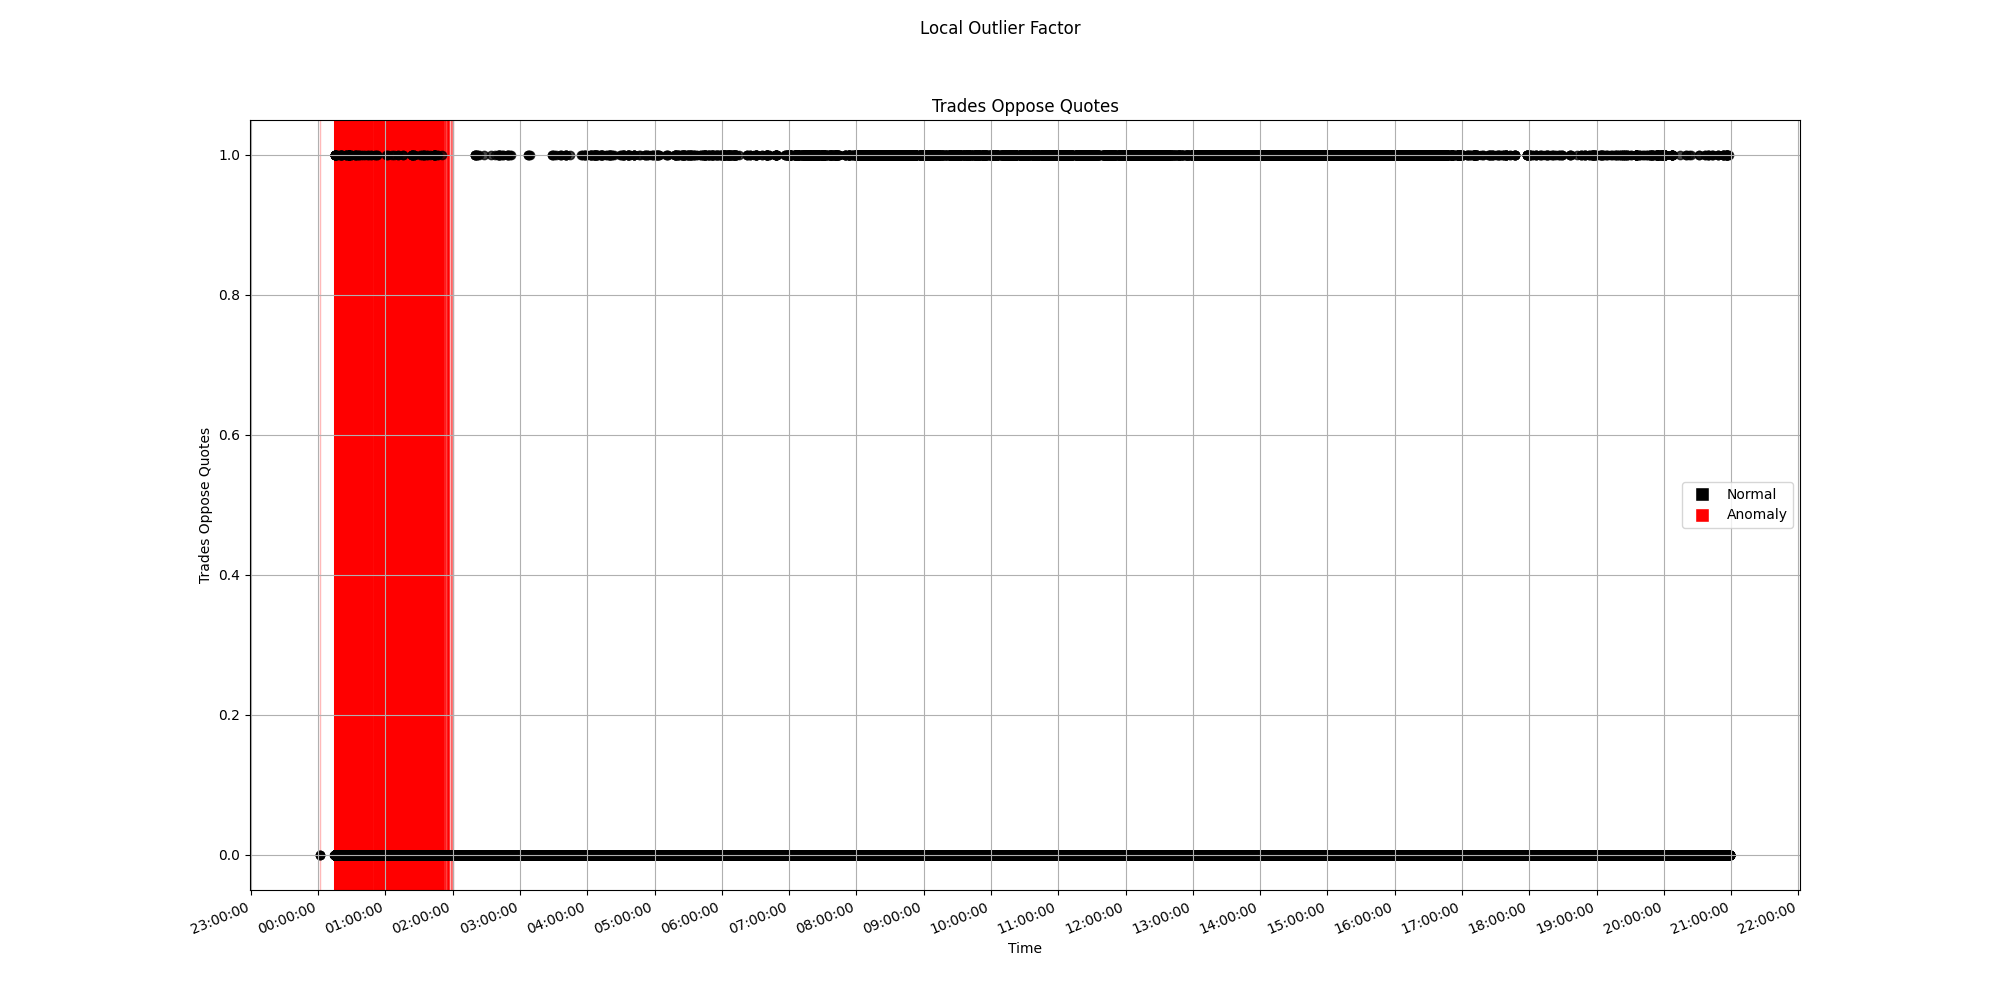 Local Outlier Factor
Trades Oppose Quotes
1.0
0.8
0.6
0.4
0.2
0.0
Trades Oppose Quotes
Normal
Anomaly
23:00:00 00:00:00 01:00:00 02:00:00 03:00:00 04:00:00 05:00:00 06:00:00 07:00:00 08:00:00 09:00:00 10:00:00 11:00:00 12:00:00 13:00:00 14:00:00 15:00:00 16:00:00 17:00:00 18:00:00 19:00:00 20:00:00 21:00:00 22:00:00
Time